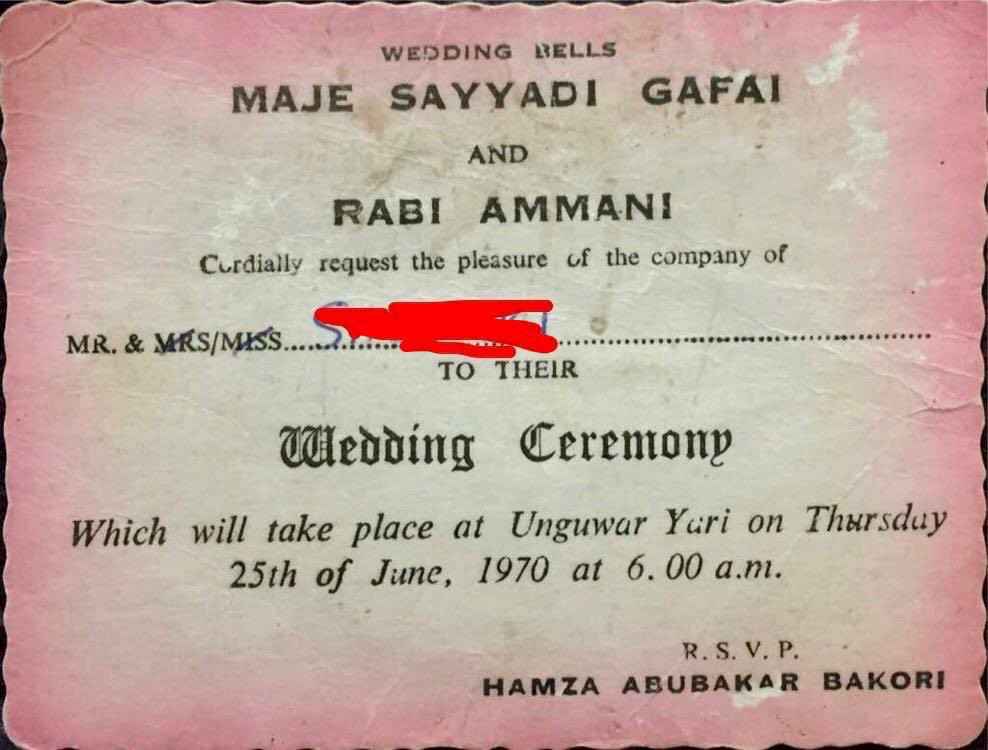 WEDDING BELLS
MAJE SAYYADI GAFAI
AND
RABI AMMANI
Cordially request the pleasure of the company of
MR. & MRS/MISS....................
TO THEIR
Wedding Ceremony
Which will take place at Unguwar Yari on Thursday
25th of June, 1970 at 6.00 a.m.
R. S. V. P.
HAMZA ABUBAKAR BAKORI